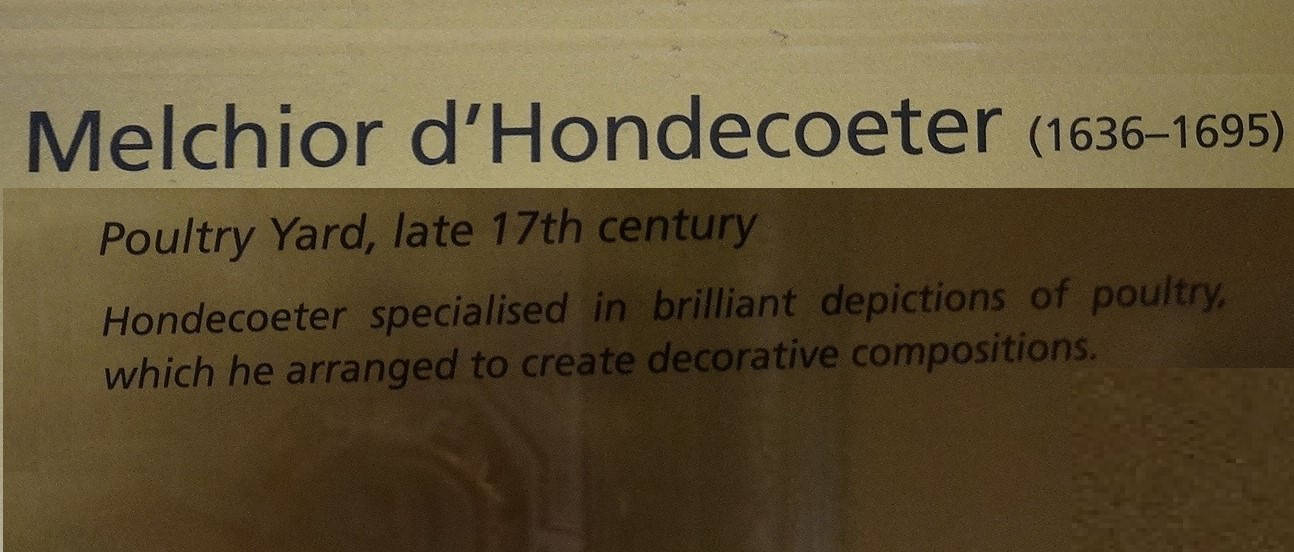 Melchior d'Hondecoeter (1636–1695)
Poultry Yard, late 17th century
Hondecoeter specialised in brilliant depictions of poultry,
which he arranged to create decorative compositions.